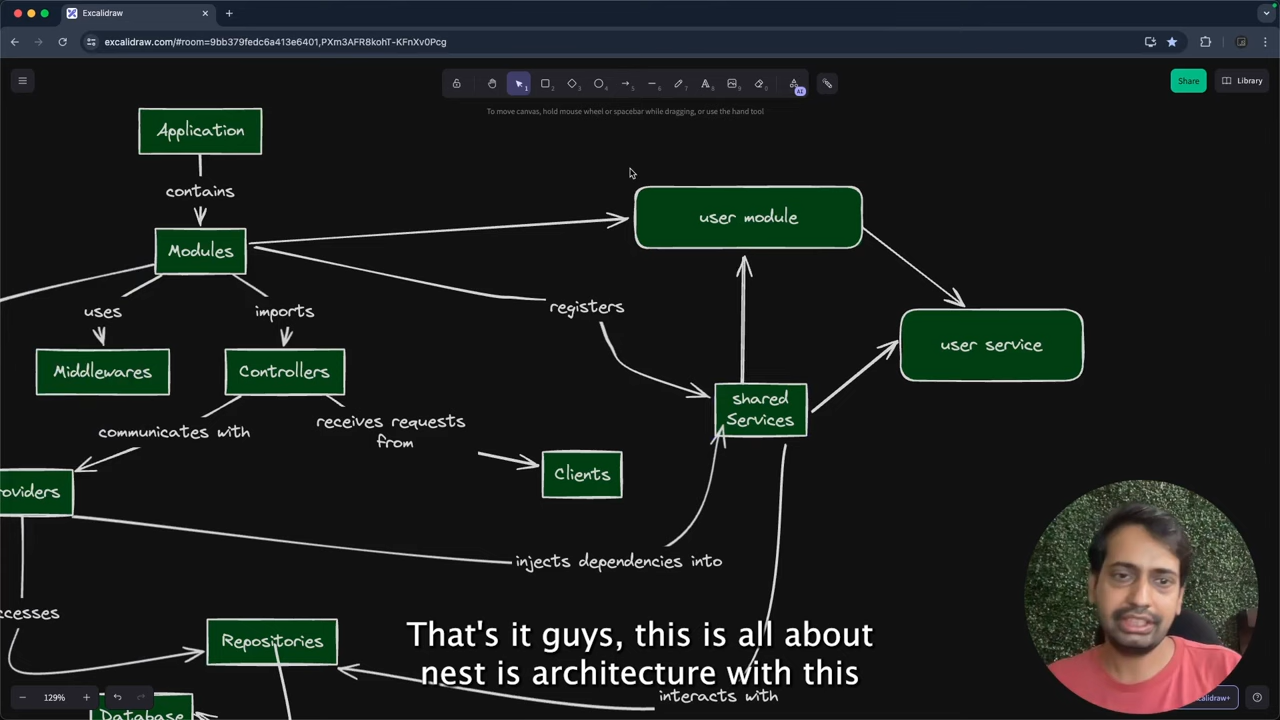 Excalidraw
excalidraw.com/#room=9bb379fedc6a413e6401,PXm3AFR8kohT-KFnXv0Pcg
Share
Library
To move canvas, hold mouse wheel or spacebar while dragging, or use the hand tool
Application
contains
Modules
user module
uses
imports
registers
Middlewares
Controllers
user service
shared
Services
communicates with
receives requests
from
Clients
roviders
injects dependencies into
ccesses
Repositories
That's it guys, this is all about
nest is architecture with this
interacts with
129%
Database